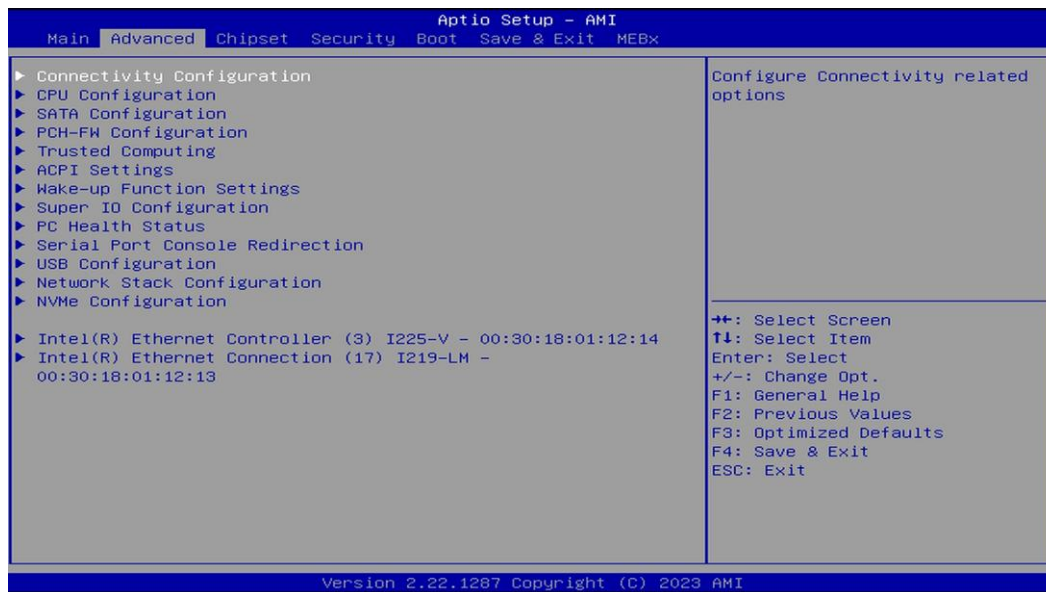 Aptio Setup – AMI
Main Advanced Chipset Security Boot Save & Exit MEBx
▶ Connectivity Configuration
▶ CPU Configuration
▶ SATA Configuration
▶ PCH-FW Configuration
▶ Trusted Computing
▶ ACPI Settings
▶ Wake-up Function Settings
▶ Super IO Configuration
▶ PC Health Status
▶ Serial Port Console Redirection
▶ USB Configuration
▶ Network Stack Configuration
▶ NVMe Configuration
▶ Intel(R) Ethernet Controller (3) I225-V – 00:30:18:01:12:14
▶ Intel(R) Ethernet Connection (17) I219-LM –
00:30:18:01:12:13
Configure Connectivity related
options
→←: Select Screen
↑↓: Select Item
Enter: Select
+/-: Change Opt.
F1: General Help
F2: Previous Values
F3: Optimized Defaults
F4: Save & Exit
ESC: Exit
Version 2.22.1287 Copyright (C) 2023 AMI